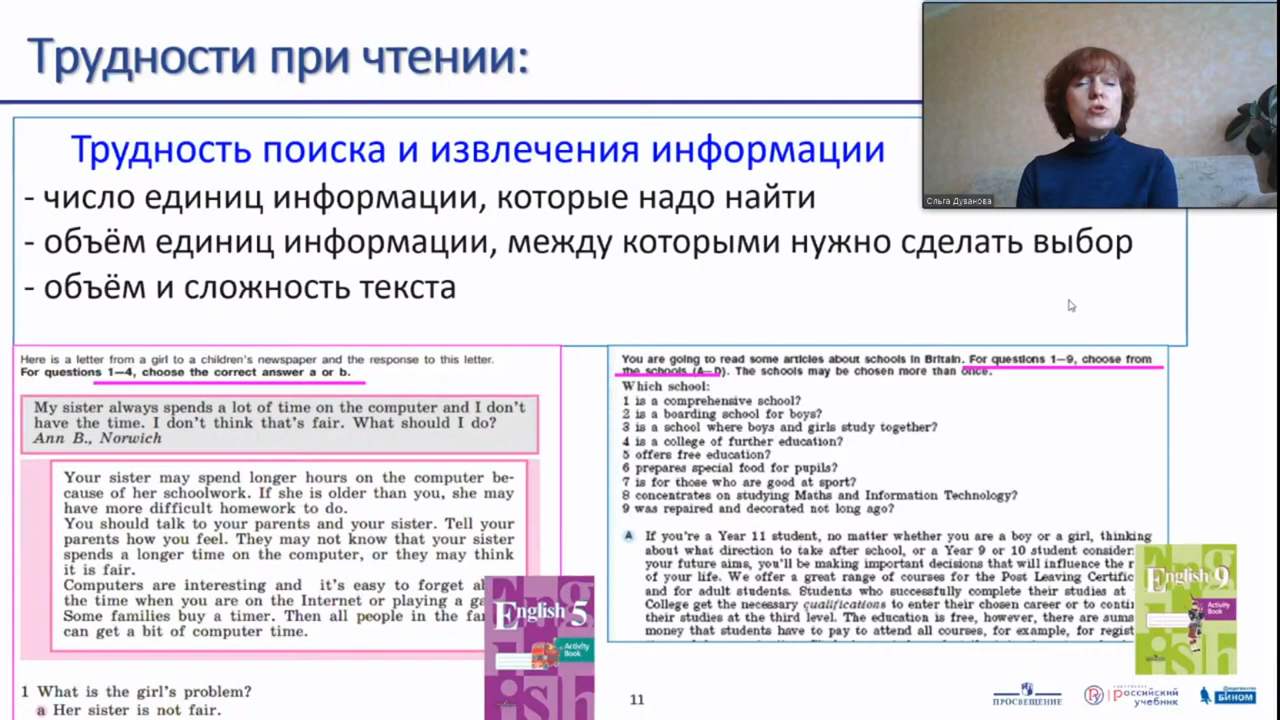 Трудности при чтении:
Ольга Дуванова
Трудность поиска и извлечения информации
- число единиц информации, которые надо найти
- объём единиц информации, между которыми нужно сделать выбор
- объём и сложность текста
Here is a letter from a girl to a children's newspaper and the response to this letter.
For questions 1—4, choose the correct answer a or b.
My sister always spends a lot of time on the computer and I don't
have the time. I don't think that's fair. What should I do?
Ann B., Norwich
Your sister may spend longer hours on the computer be-
cause of her schoolwork. If she is older than you, she may
have more difficult homework to do.
You should talk to your parents and your sister. Tell your
parents how you feel. They may not know that your sister
spends a longer time on the computer, or they may think
it is fair.
Computers are interesting and it's easy to forget
the time when you are on the Internet or playing a
Some families buy a timer. Then all people in the
can get a bit of computer time.
1 What is the girl's problem?
a Her sister is not fair.
English 5
Activity
Book
You are going to read some articles about schools in Britain. For questions 1—9, choose from
the schools (A—D). The schools may be chosen more than once.
Which school:
1 is a comprehensive school?
2 is a boarding school for boys?
3 is a school where boys and girls study together?
4 is a college of further education?
5 offers free education?
6 prepares special food for pupils?
7 is for those who are good at sport?
8 concentrates on studying Maths and Information Technology?
9 was repaired and decorated not long ago?
A If you're a Year 11 student, no matter whether you are a boy or a girl, thinking
about what direction to take after school, or a Year 9 or 10 student consider
your future aims, you'll be making important decisions that will influence the r
of your life. We offer a great range of courses for the Post Leaving Certific
and for adult students. Students who successfully complete their studies at
College get the necessary qualifications to enter their chosen career or to contin
their studies at the third level. The education is free, however, there are sums
money that students have to pay to attend all courses, for example, for regist
English 9
Activity
Book
11
ПРОСВЕЩЕНИЕ
российский
учебник
БИНОМ